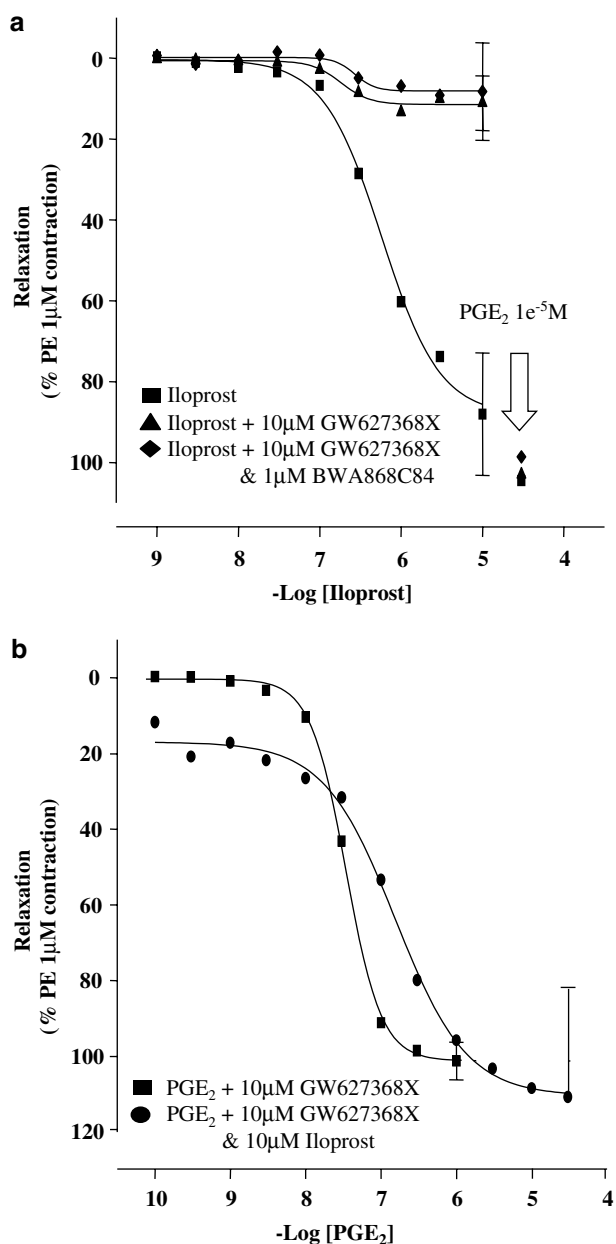 a
0
20
40
60
80
100
Relaxation
(% PE 1µM contraction)
PGE₂ 1e⁻⁵M
Iloprost
Iloprost + 10µM GW627368X
Iloprost + 10µM GW627368X
& 1µM BWA868C84
9 8 7 6 5 4
-Log [Iloprost]
b
0
20
40
60
80
100
120
Relaxation
(% PE 1µM contraction)
PGE₂ + 10µM GW627368X
PGE₂ + 10µM GW627368X
& 10µM Iloprost
10 9 8 7 6 5 4
-Log [PGE₂]